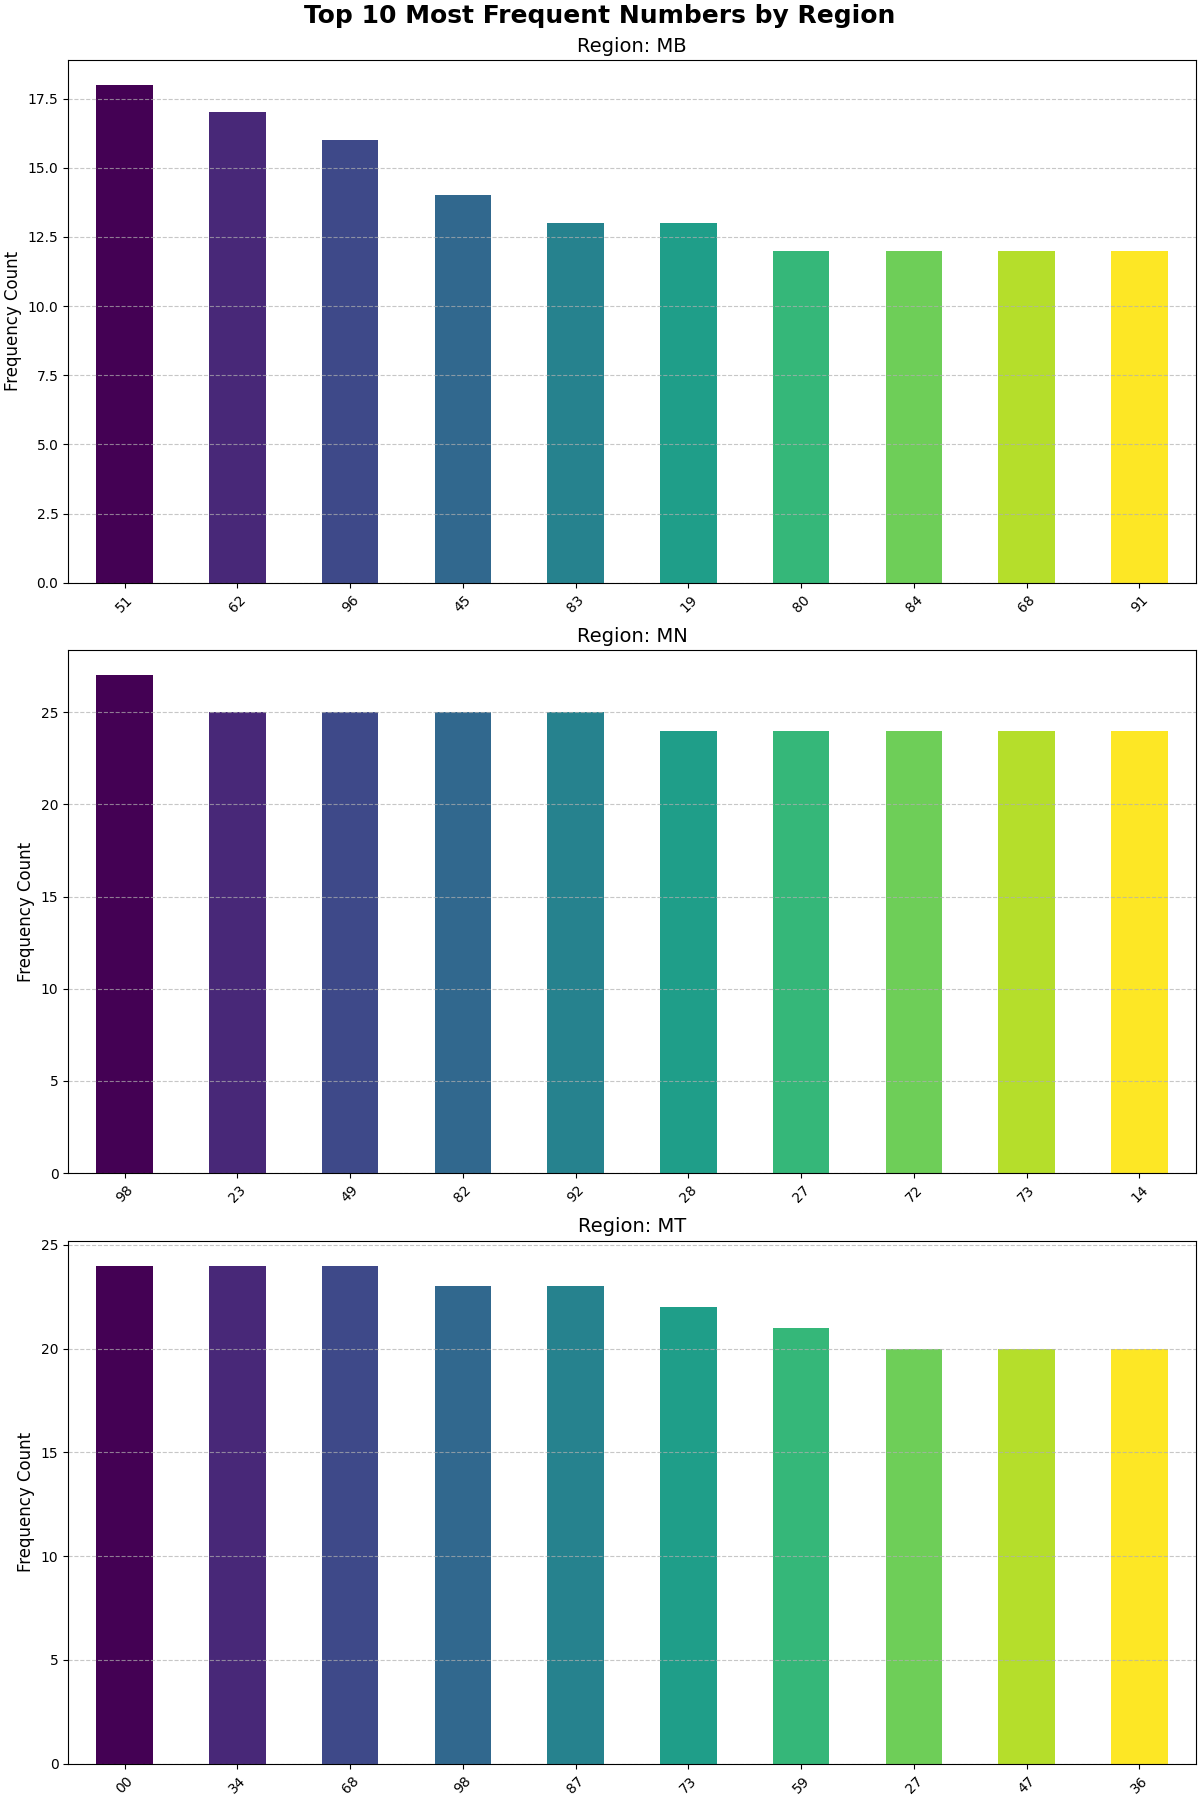 Top 10 Most Frequent Numbers by Region
Region: MB
Frequency Count
17.5
15.0
12.5
10.0
7.5
5.0
2.5
0.0
51 62 96 45 83 19 80 84 68 91
Region: MN
Frequency Count
25
20
15
10
5
0
98 23 49 82 92 28 27 72 73 14
Region: MT
Frequency Count
25
20
15
10
5
0
00 34 68 98 87 73 59 27 47 36